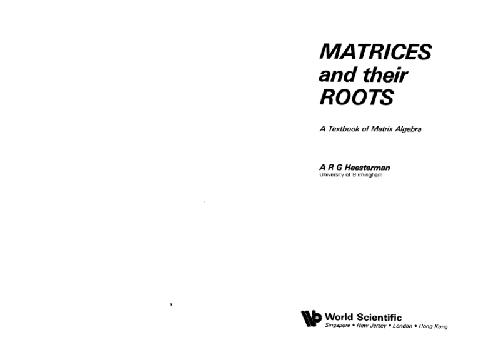 MATRICES
and their
ROOTS
A Textbook of Matrix Algebra
A R G Heesterman
University of Birmingham
World Scientific
Singapore • New Jersey • London • Hong Kong